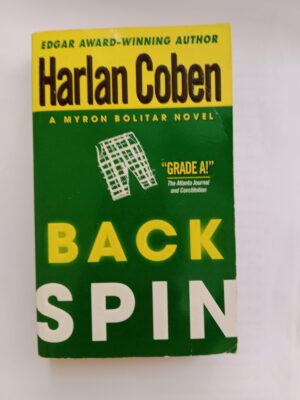 EDGAR AWARD–WINNING AUTHOR
Harlan Coben
A MYRON BOLITAR NOVEL
"GRADE A!"
The Atlanta Journal
and Constitution
BACK
SPIN